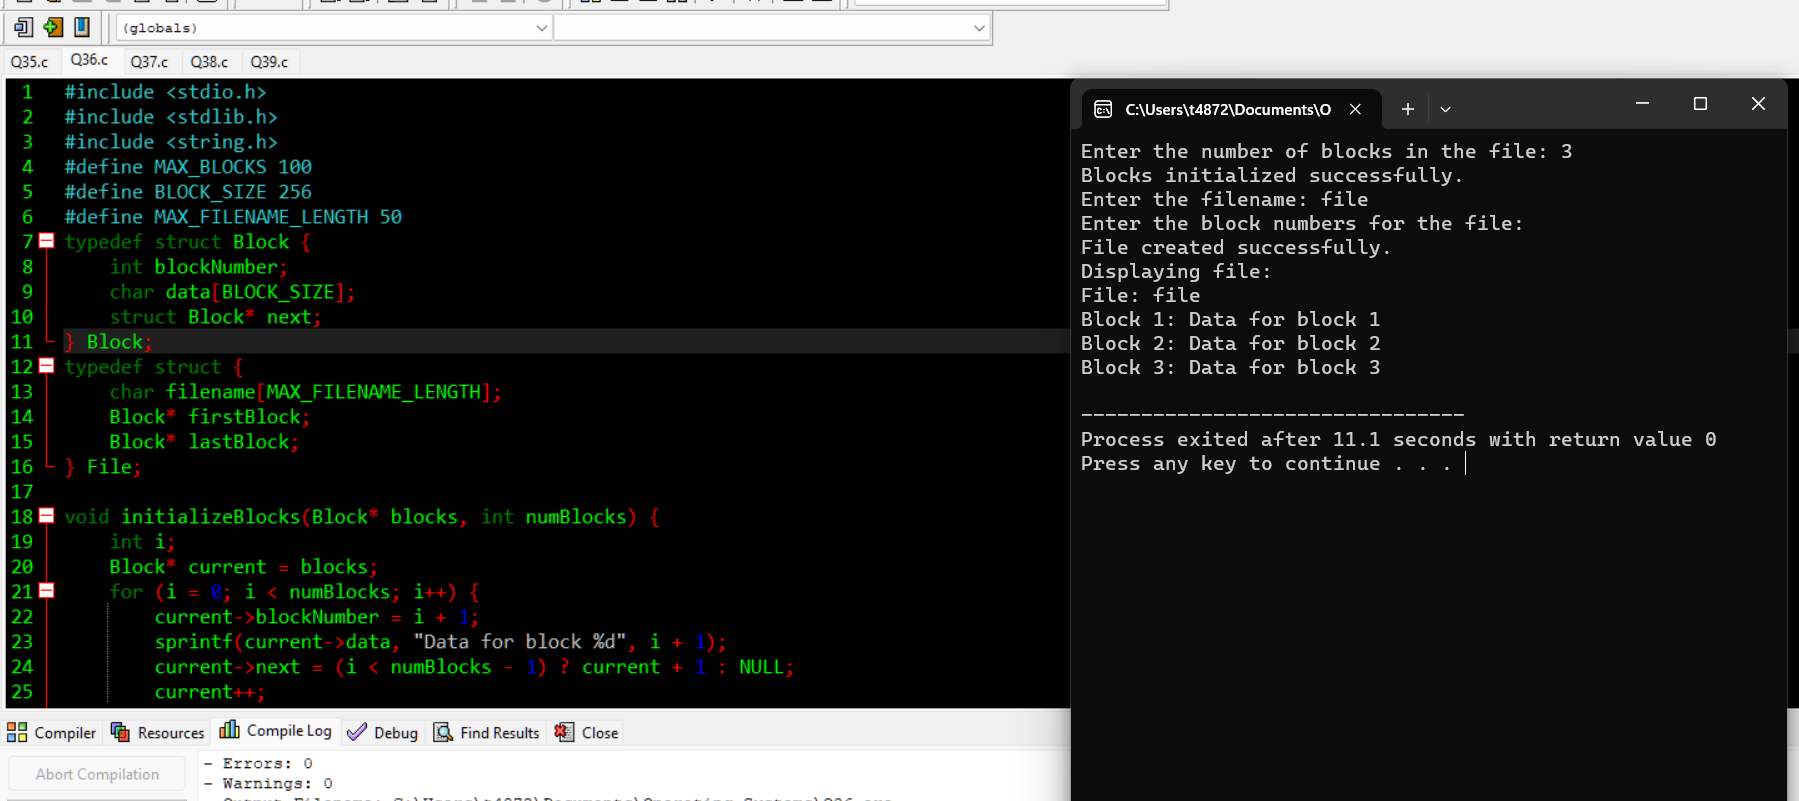 (globals)
Q35.c Q36.c Q37.c Q38.c Q39.c
1 #include <stdio.h>
2 #include <stdlib.h>
3 #include <string.h>
4 #define MAX_BLOCKS 100
5 #define BLOCK_SIZE 256
6 #define MAX_FILENAME_LENGTH 50
7 typedef struct Block {
8 int blockNumber;
9 char data[BLOCK_SIZE];
10 struct Block* next;
11 } Block;
12 typedef struct {
13 char filename[MAX_FILENAME_LENGTH];
14 Block* firstBlock;
15 Block* lastBlock;
16 } File;
17
18 void initializeBlocks(Block* blocks, int numBlocks) {
19 int i;
20 Block* current = blocks;
21 for (i = 0; i < numBlocks; i++) {
22 current->blockNumber = i + 1;
23 sprintf(current->data, "Data for block %d", i + 1);
24 current->next = (i < numBlocks - 1) ? current + 1 : NULL;
25 current++;
Compiler Resources Compile Log Debug Find Results Close
Abort Compilation
- Errors: 0
- Warnings: 0
- Output Filename: C:\Users\t4872\Documents\Operating Systems\Q36.exe
C:\Users\t4872\Documents\O
Enter the number of blocks in the file: 3
Blocks initialized successfully.
Enter the filename: file
Enter the block numbers for the file:
File created successfully.
Displaying file:
File: file
Block 1: Data for block 1
Block 2: Data for block 2
Block 3: Data for block 3
--------------------------------
Process exited after 11.1 seconds with return value 0
Press any key to continue . . .